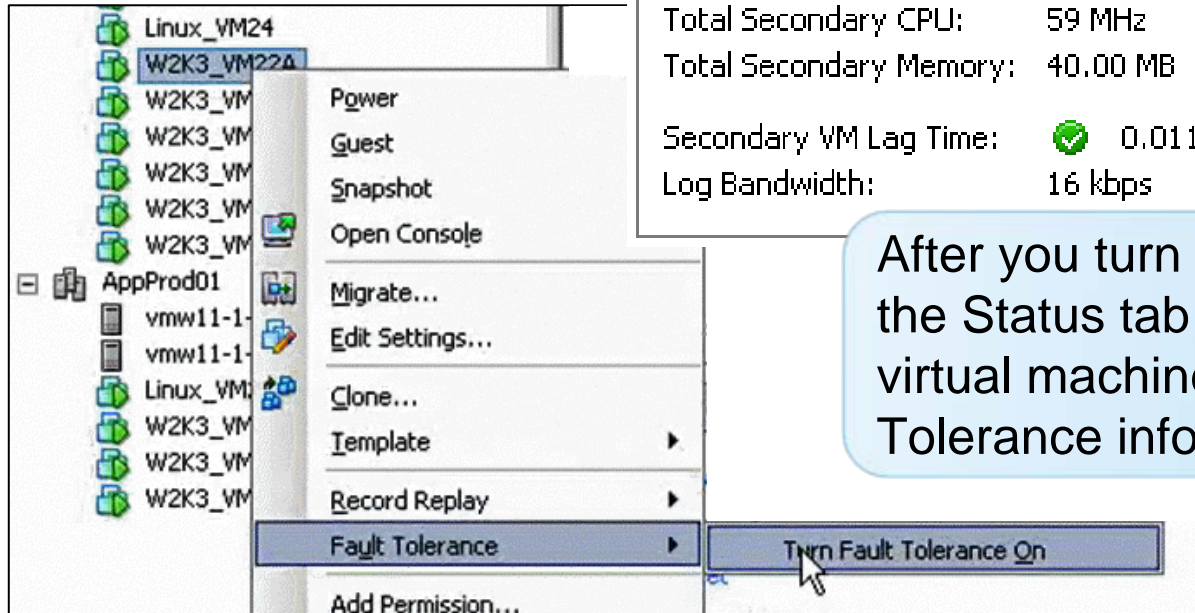 Linux_VM24
W2K3_VM22A
W2K3_VM
W2K3_VM
W2K3_VM
W2K3_VM
W2K3_VM
AppProd01
vmw11-1-
vmw11-1-
Linux_VM
W2K3_VM
W2K3_VM
W2K3_VM
Power
Guest
Snapshot
Open Console
Migrate...
Edit Settings...
Clone...
Template
Record Replay
Fault Tolerance
Add Permission...
Turn Fault Tolerance On
Total Secondary CPU: 59 MHz
Total Secondary Memory: 40.00 MB
Secondary VM Lag Time: 0.011
Log Bandwidth: 16 kbps
After you turn
the Status tab
virtual machine
Tolerance info